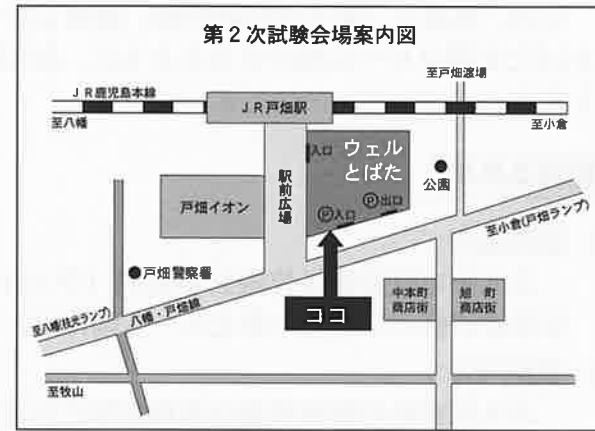 第2次試験会場案内図
至戸畑渡場
JR鹿児島本線
JR戸畑駅
至八幡
至小倉
入口
ウェル
とばた
公園
駅前広場
戸畑イオン
Ⓟ入口
Ⓟ出口
至小倉(戸畑ランプ)
戸畑警察署
中本町
商店街
旭町
商店街
ココ
至八幡(枝光ランプ)
八幡・戸畑線
至牧山